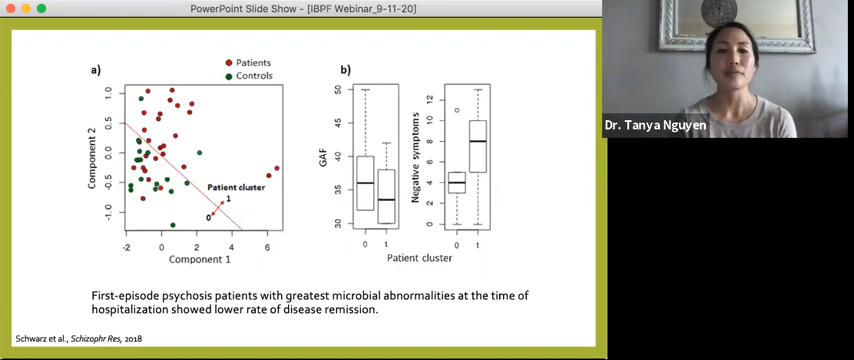 PowerPoint Slide Show - [IBPF Webinar_9-11-20]
a)
Patients
Controls
Component 2
1.0
0.5
0.0
-0.5
-1.0
Patient cluster
1
0
-2
0
2
4
6
Component 1
b)
GAF
50
45
40
35
30
0
1
Negative symptoms
12
10
8
6
4
2
0
0
1
Patient cluster
First-episode psychosis patients with greatest microbial abnormalities at the time of
hospitalization showed lower rate of disease remission.
Schwarz et al., Schizophr Res, 2018
Dr. Tanya Nguyen